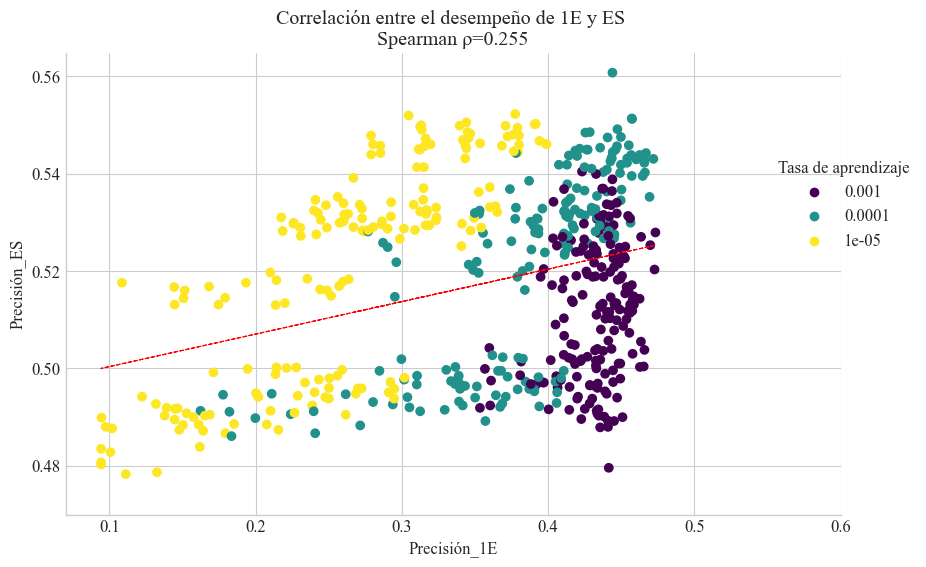 Correlación entre el desempeño de 1E y ES
Spearman ρ=0.255
0.56
0.54
0.52
0.50
0.48
Precisión_ES
0.1
0.2
0.3
0.4
0.5
0.6
Precisión_1E
Tasa de aprendizaje
0.001
0.0001
1e-05